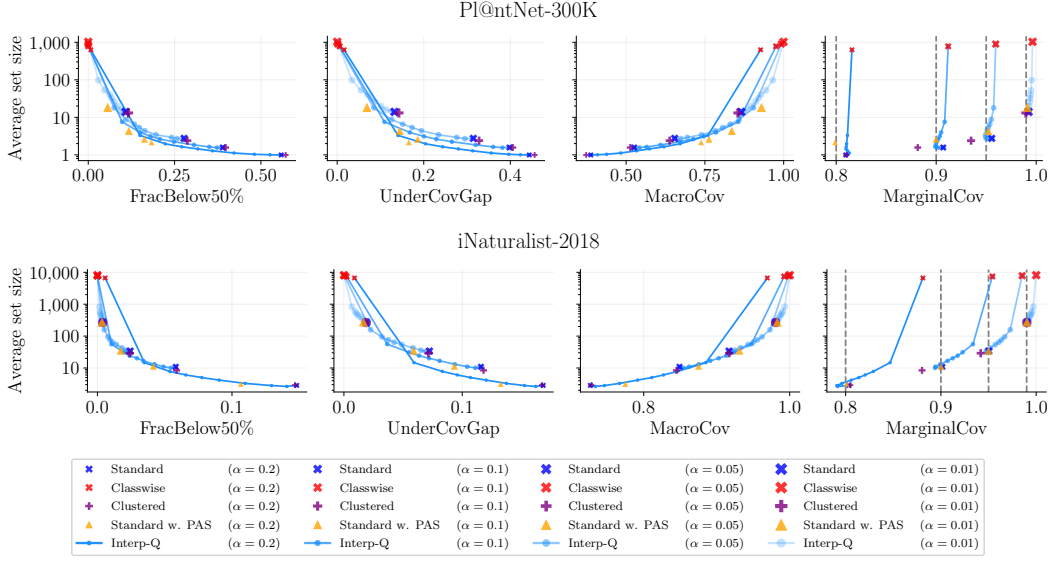 Pl@ntNet-300K
Average set size
1,000
100
10
1
0.00 0.25 0.50
FracBelow50%
0.0 0.2 0.4
UnderCovGap
0.50 0.75 1.00
MacroCov
0.8 0.9 1.0
MarginalCov
iNaturalist-2018
Average set size
10,000
1,000
100
10
0.0 0.1
FracBelow50%
0.0 0.1
UnderCovGap
0.8 1.0
MacroCov
0.8 0.9 1.0
MarginalCov
Standard (α = 0.2) Standard (α = 0.1) Standard (α = 0.05) Standard (α = 0.01)
Classwise (α = 0.2) Classwise (α = 0.1) Classwise (α = 0.05) Classwise (α = 0.01)
Clustered (α = 0.2) Clustered (α = 0.1) Clustered (α = 0.05) Clustered (α = 0.01)
Standard w. PAS (α = 0.2) Standard w. PAS (α = 0.1) Standard w. PAS (α = 0.05) Standard w. PAS (α = 0.01)
Interp-Q (α = 0.2) Interp-Q (α = 0.1) Interp-Q (α = 0.05) Interp-Q (α = 0.01)